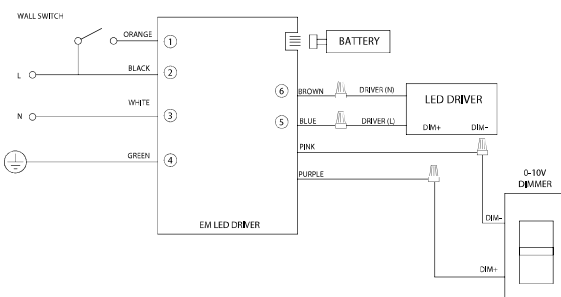 WALL SWITCH
ORANGE
1
BATTERY
L
BLACK
2
6
BROWN
DRIVER (N)
LED DRIVER
WHITE
N
3
5
BLUE
DRIVER (L)
DIM+
DIM-
PINK
GREEN
4
PURPLE
0-10V
DIMMER
EM LED DRIVER
DIM-
DIM+